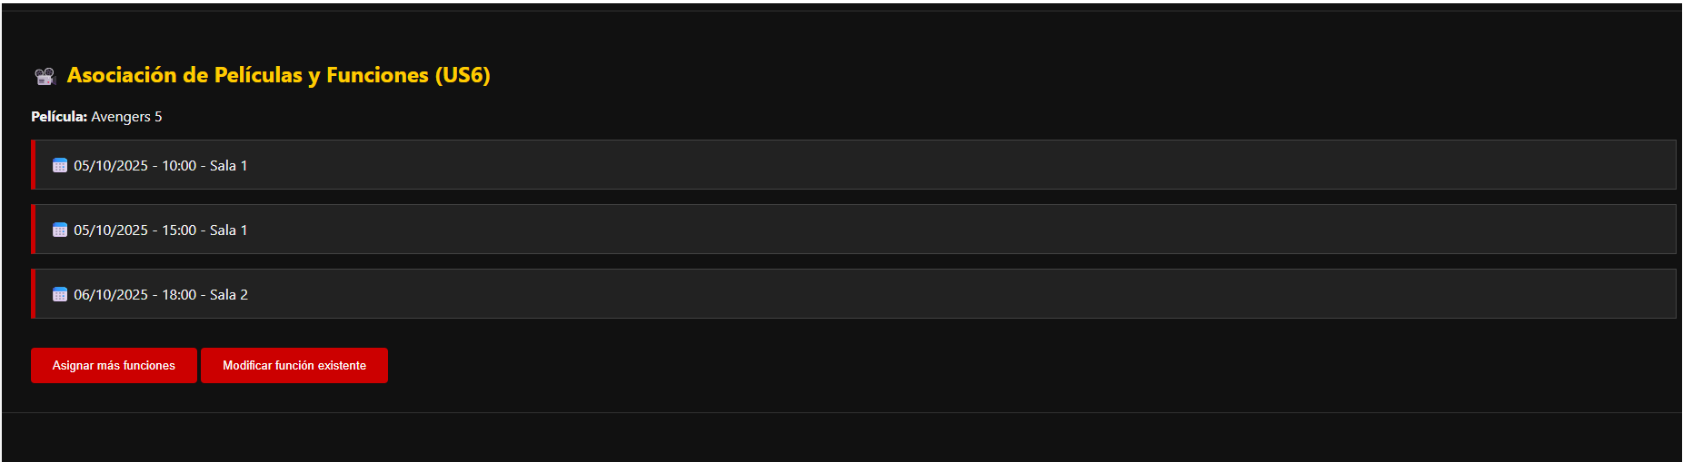 Asociación de Películas y Funciones (US6)
Película: Avengers 5
05/10/2025 - 10:00 - Sala 1
05/10/2025 - 15:00 - Sala 1
06/10/2025 - 18:00 - Sala 2
Asignar más funciones Modificar función existente